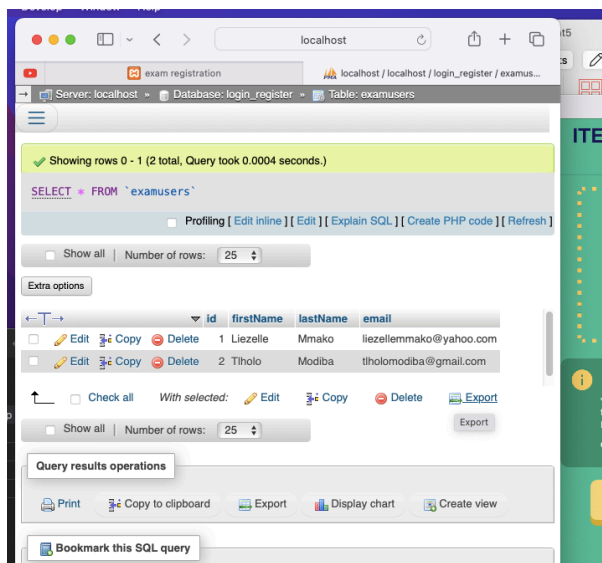 localhost
t5
ts
exam registration
localhost / localhost / login_register / examus...
Server: localhost » Database: login_register » Table: examusers
ITE
Showing rows 0 - 1 (2 total, Query took 0.0004 seconds.)
SELECT * FROM `examusers`
Profiling [ Edit inline ] [ Edit ] [ Explain SQL ] [ Create PHP code ] [ Refresh ]
Show all | Number of rows: 25
Extra options
id firstName lastName email
Edit Copy Delete 1 Liezelle Mmako liezellemmako@yahoo.com
Edit Copy Delete 2 Tlholo Modiba tlholomodiba@gmail.com
Check all With selected: Edit Copy Delete Export
Export
Show all | Number of rows: 25
Query results operations
Print Copy to clipboard Export Display chart Create view
Bookmark this SQL query